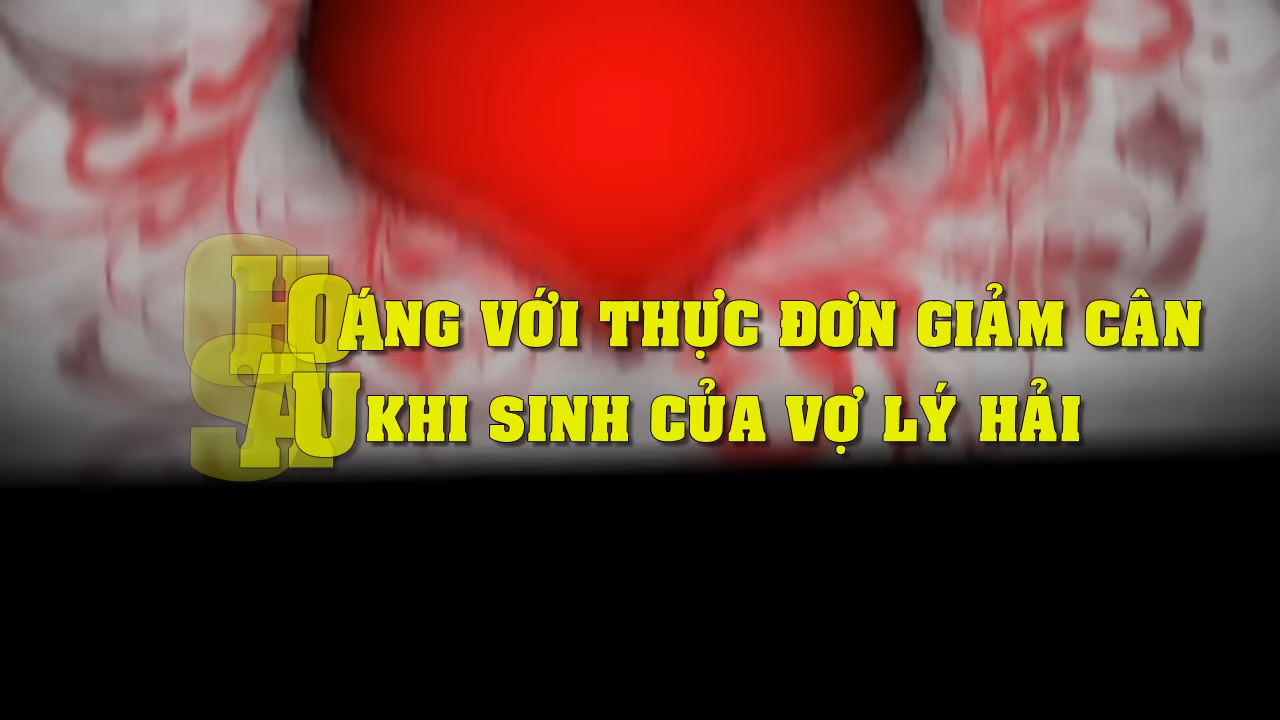 CHOÁNG VỚI THỰC ĐƠN GIẢM CÂN
SAU KHI SINH CỦA VỢ LÝ HẢI